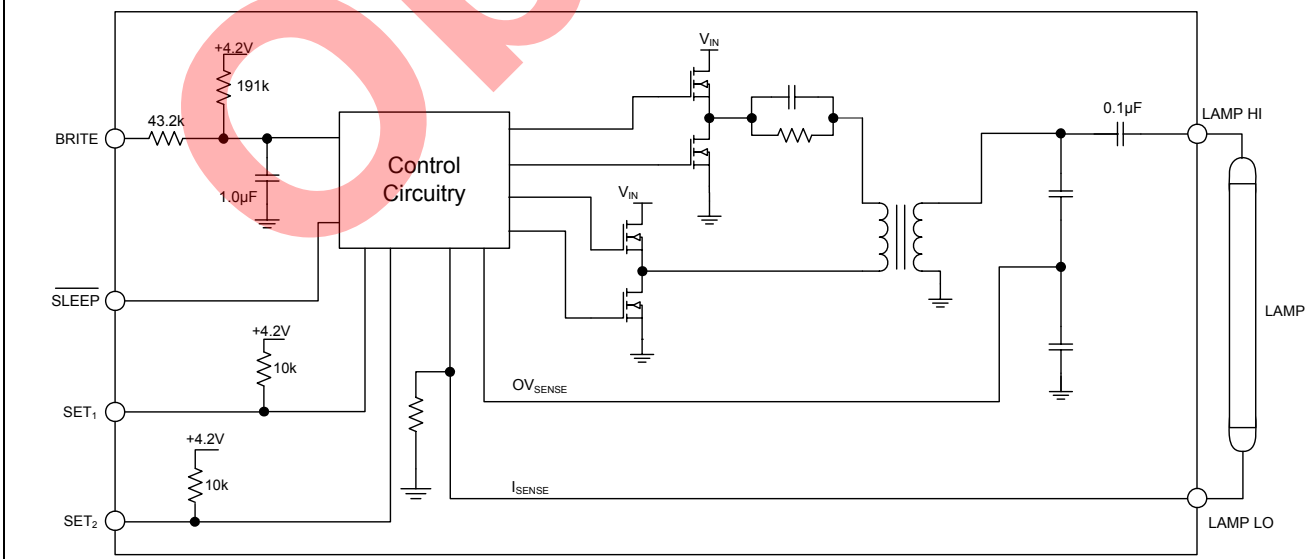 +4.2V
191k
BRITE
43.2k
1.0µF
Control
Circuitry
V_IN
V_IN
0.1µF
LAMP HI
SLEEP
LAMP
+4.2V
10k
SET₁
OV_SENSE
+4.2V
10k
SET₂
I_SENSE
LAMP LO